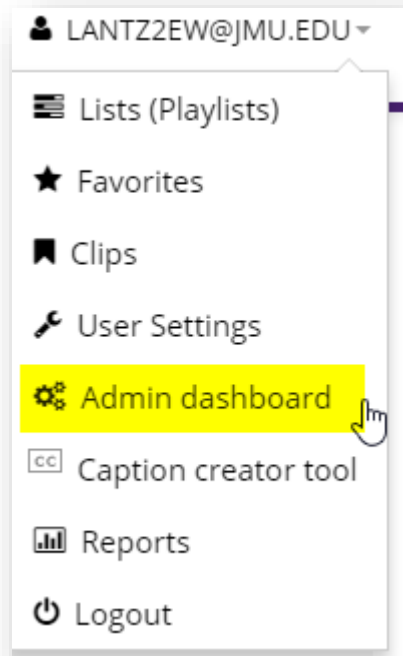 LANTZ2EW@JMU.EDU
Lists (Playlists)
Favorites
Clips
User Settings
Admin dashboard
CC Caption creator tool
Reports
Logout